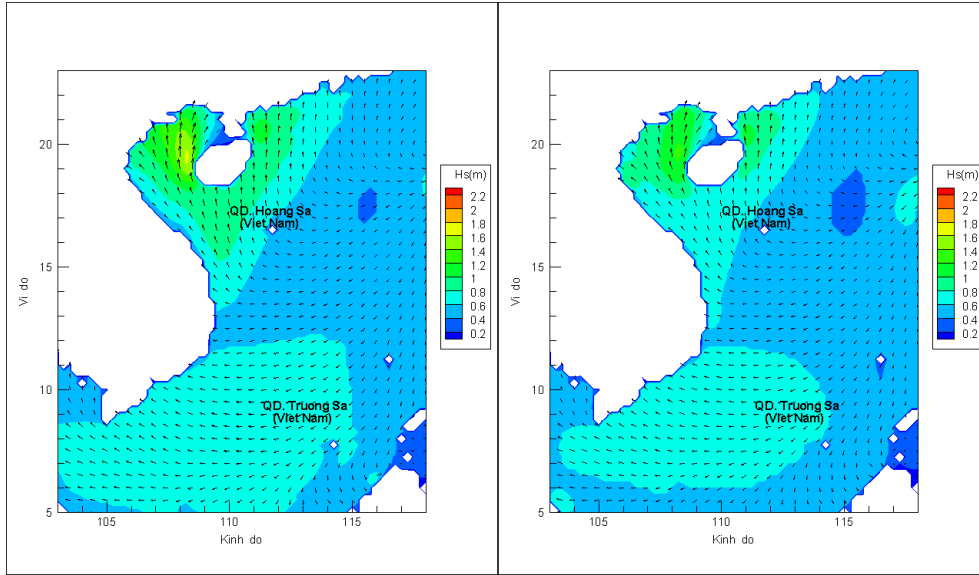 Hs(m)
2.2
2
1.8
1.6
1.4
1.2
1
0.8
0.6
0.4
0.2
QD. Hoang Sa
(Viet Nam)
QD. Truong Sa
(Viet Nam)
Vi do
20
15
10
5
105
110
115
Kinh do
Hs(m)
2.2
2
1.8
1.6
1.4
1.2
1
0.8
0.6
0.4
0.2
QD. Hoang Sa
(Viet Nam)
QD. Truong Sa
(Viet Nam)
Vi do
20
15
10
5
105
110
115
Kinh do